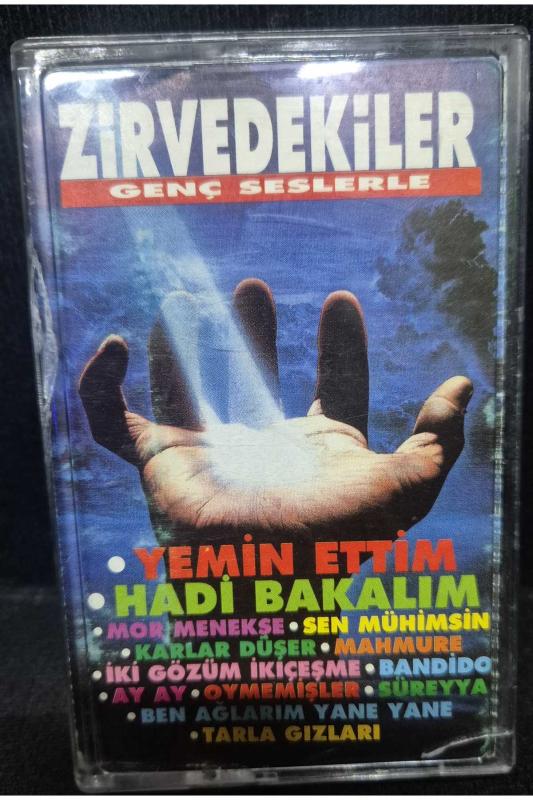 ZiRVEDEKiLER
GENÇ SESLERLE
• YEMİN ETTİM
• HADİ BAKALIM
• MOR MENEKŞE • SEN MÜHİMSİN
• KARLAR DÜŞER • MAHMURE
• İKİ GÖZÜM İKİÇEŞME • BANDİDO
• AY AY • OYMEMİŞLER • SÜREYYA
• BEN AĞLARIM YANE YANE
• TARLA GIZLARI